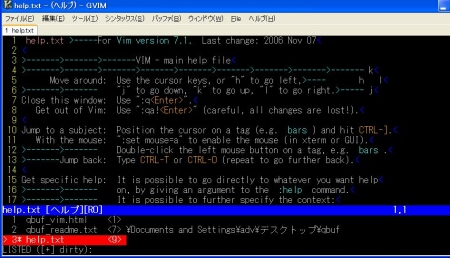 help.txt - (ヘルプ) - GVIM
ファイル(F) 編集(E) ツール(T) シンタックス(S) バッファ(B) ウィンドウ(W) File ヘルプ(H)
1 help.txt
1 help.txt >-----For Vim version 7.1.  Last change: 2006 Nov 07<
2 <
3 >------->------->-------VIM - main help file<
4 >------->------->------->------->------->------->------->------- k<
5 Move around:  Use the cursor keys, or "h" to go left,>---- h   l<
6 >------->------- "j" to go down, "k" to go up, "l" to go right.>----- j<
7 Close this window:  Use ":q<Enter>".<
8 Get out of Vim:  Use ":qa!<Enter>" (careful, all changes are lost!).<
9 <
10 Jump to a subject:  Position the cursor on a tag (e.g.  bars ) and hit CTRL-].<
11 With the mouse:  ":set mouse=a" to enable the mouse (in xterm or GUI).<
12 >------->------- Double-click the left mouse button on a tag, e.g.  bars .<
13 >-------Jump back:  Type CTRL-T or CTRL-O (repeat to go further back).<
14 <
15 Get specific help:  It is possible to go directly to whatever you want help<
16 >------->------- on, by giving an argument to the  :help  command.<
17 >------->------- It is possible to further specify the context:<
help.txt [ヘルプ][RO] 1,1
1 qbuf_vim.html <1>
2 qbuf_readme.txt <7> ¥Documents and Settings¥adv¥デスクトップ¥qbuf
> 3* help.txt <9>
LISTED ([+] dirty):